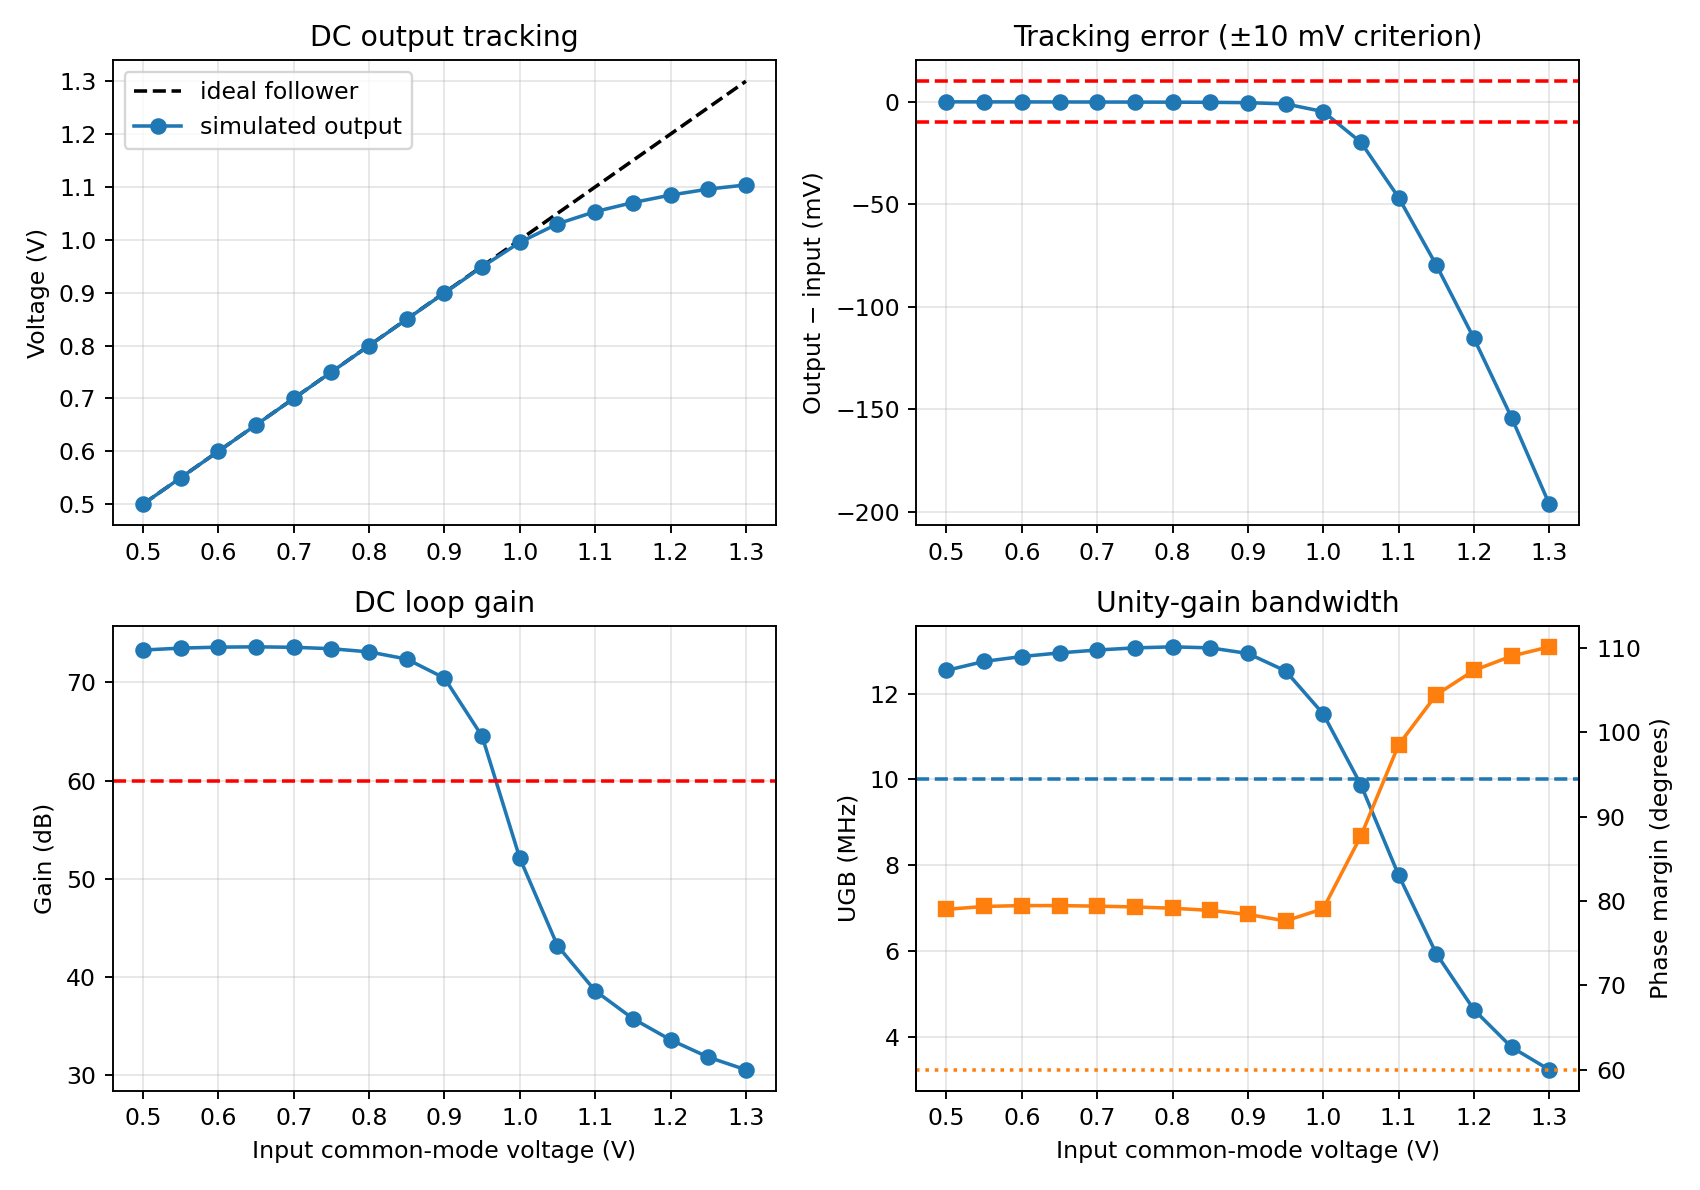 DC output tracking
ideal follower
simulated output
Voltage (V)
1.3
1.2
1.1
1.0
0.9
0.8
0.7
0.6
0.5
0.5 0.6 0.7 0.8 0.9 1.0 1.1 1.2 1.3
Tracking error (±10 mV criterion)
Output − input (mV)
0
−50
−100
−150
−200
0.5 0.6 0.7 0.8 0.9 1.0 1.1 1.2 1.3
DC loop gain
Gain (dB)
70
60
50
40
30
0.5 0.6 0.7 0.8 0.9 1.0 1.1 1.2 1.3
Input common-mode voltage (V)
Unity-gain bandwidth
UGB (MHz)
12
10
8
6
4
110
100
90
80
70
60
Phase margin (degrees)
0.5 0.6 0.7 0.8 0.9 1.0 1.1 1.2 1.3
Input common-mode voltage (V)